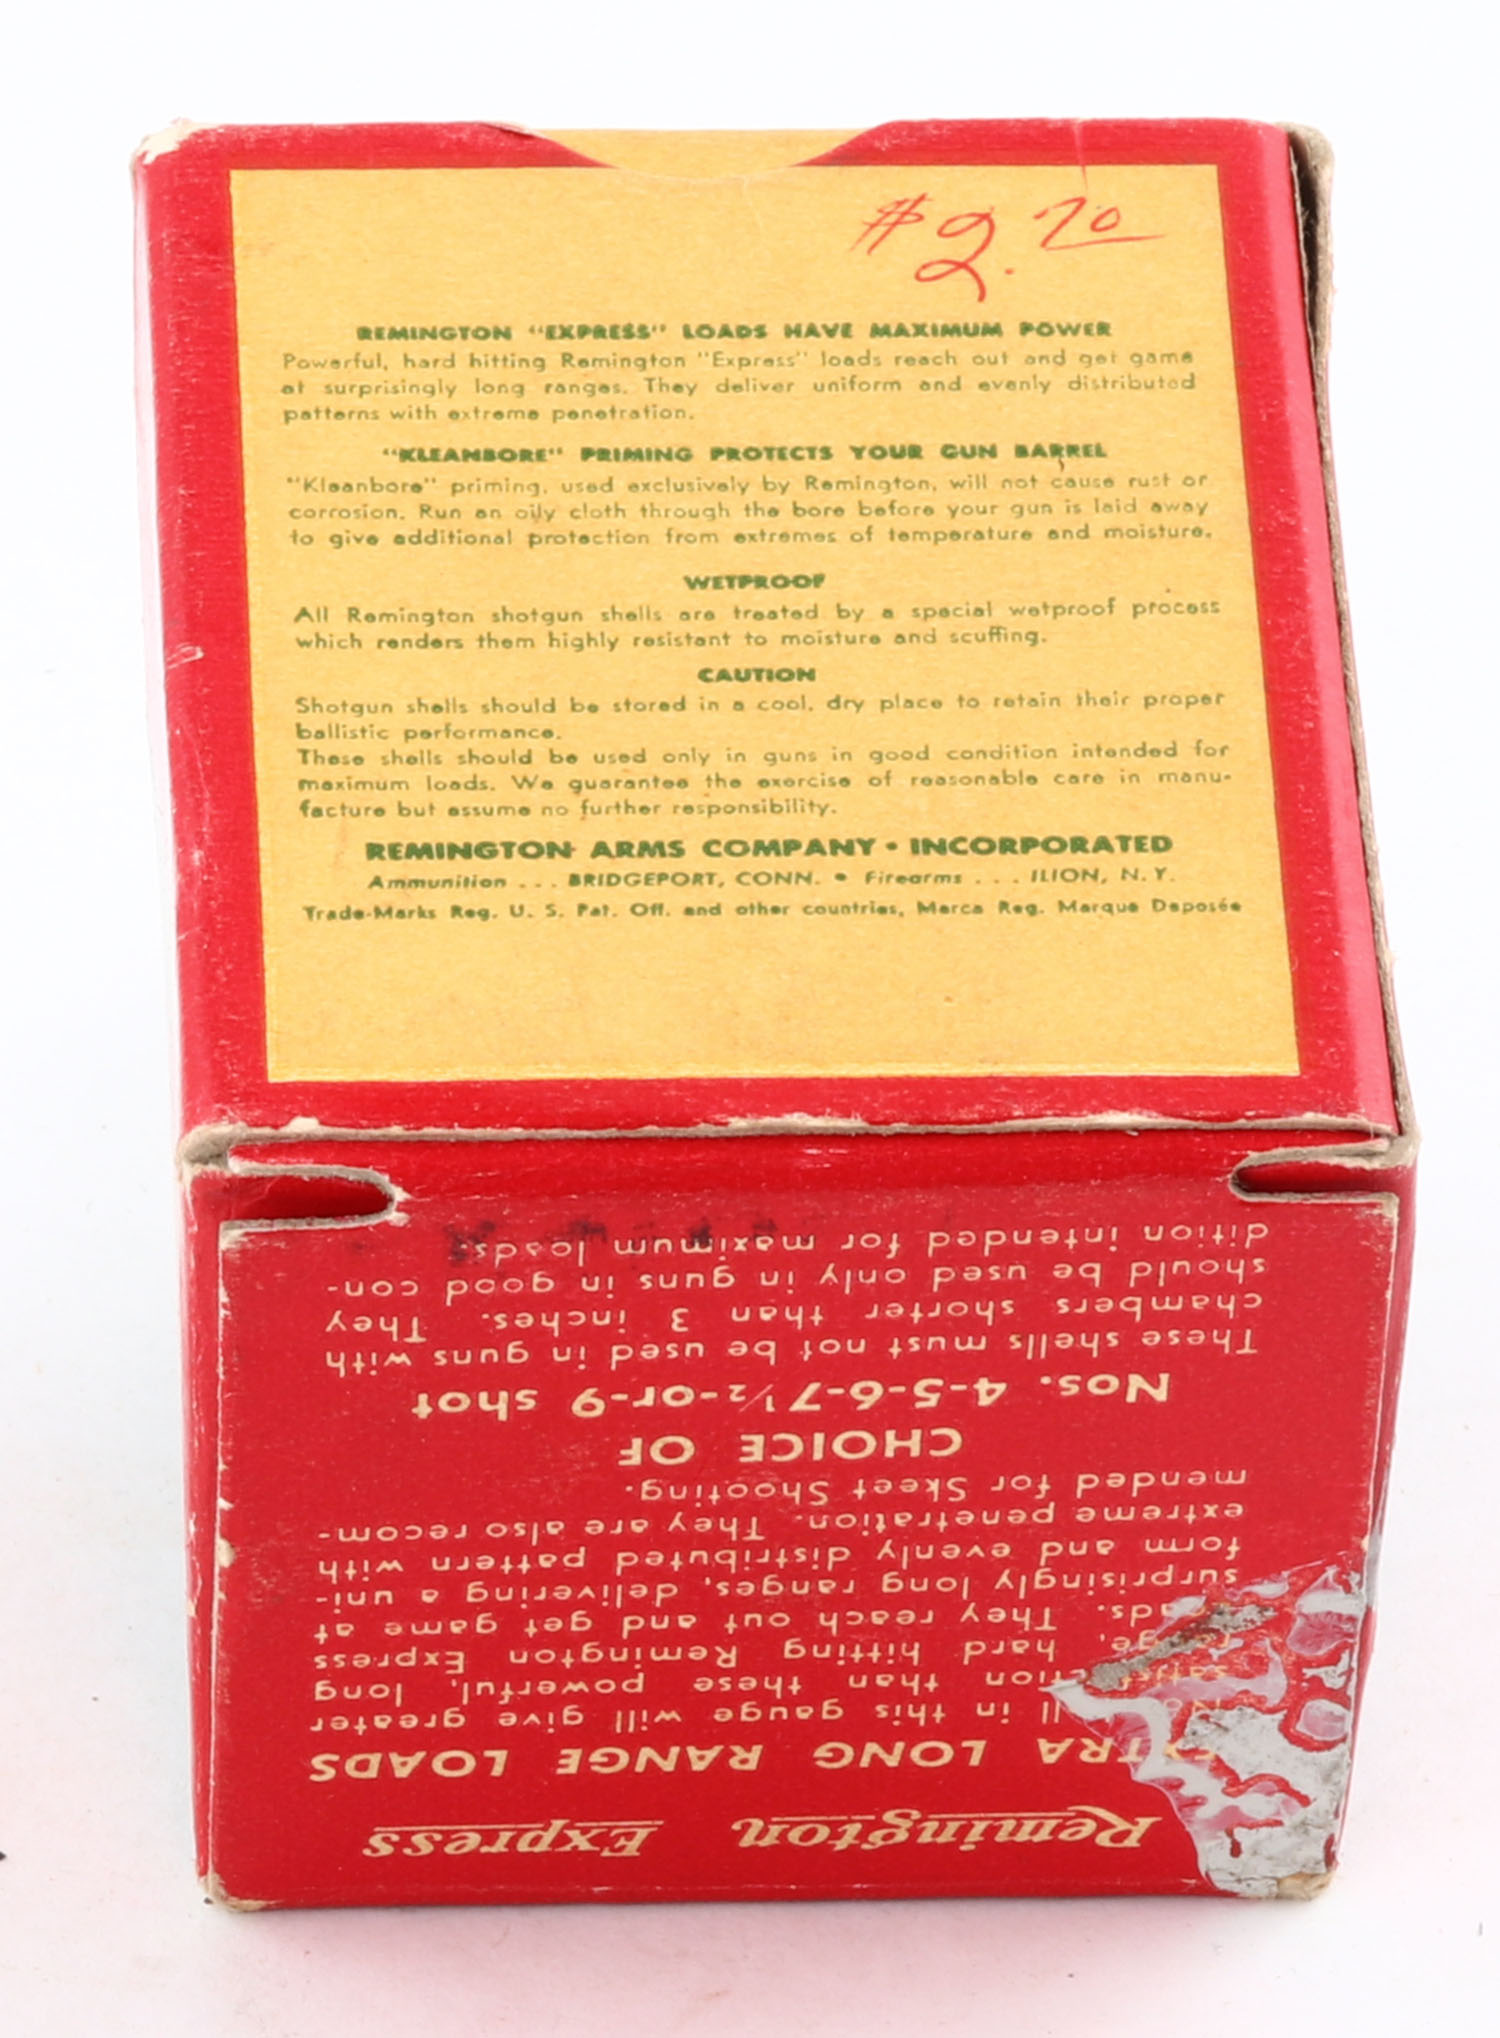 $2.70
REMINGTON "EXPRESS" LOADS HAVE MAXIMUM POWER
Powerful, hard hitting Remington "Express" loads reach out and get game
at surprisingly long ranges. They deliver uniform and evenly distributed
patterns with extreme penetration.
"KLEANBORE" PRIMING PROTECTS YOUR GUN BARREL
"Kleanbore" priming, used exclusively by Remington, will not cause rust or
corrosion. Run an oily cloth through the bore before your gun is laid away
to give additional protection from extremes of temperature and moisture.
WETPROOF
All Remington shotgun shells are treated by a special wetproof process
which renders them highly resistant to moisture and scuffing.
CAUTION
Shotgun shells should be stored in a cool, dry place to retain their proper
ballistic performance.
These shells should be used only in guns in good condition intended for
maximum loads. We guarantee the exercise of reasonable care in manu-
facture but assume no further responsibility.
REMINGTON ARMS COMPANY • INCORPORATED
Ammunition . . . BRIDGEPORT, CONN. • Firearms . . . ILION, N. Y.
Trade-Marks Reg. U. S. Pat. Off. and other countries, Marca Reg. Marque Deposée
Remington Express
EXTRA LONG RANGE LOADS
in this gauge will give greater
than these powerful, long
hard hitting Remington Express
They reach out and get game at
surprisingly long ranges, delivering a uni-
form and evenly distributed pattern with
extreme penetration. They are also recom-
mended for Skeet Shooting.
CHOICE OF
Nos. 4-5-6-7½-or-9 shot
These shells must not be used in guns with
chambers shorter than 3 inches. They
should be used only in guns in good con-
dition intended for maximum loads.